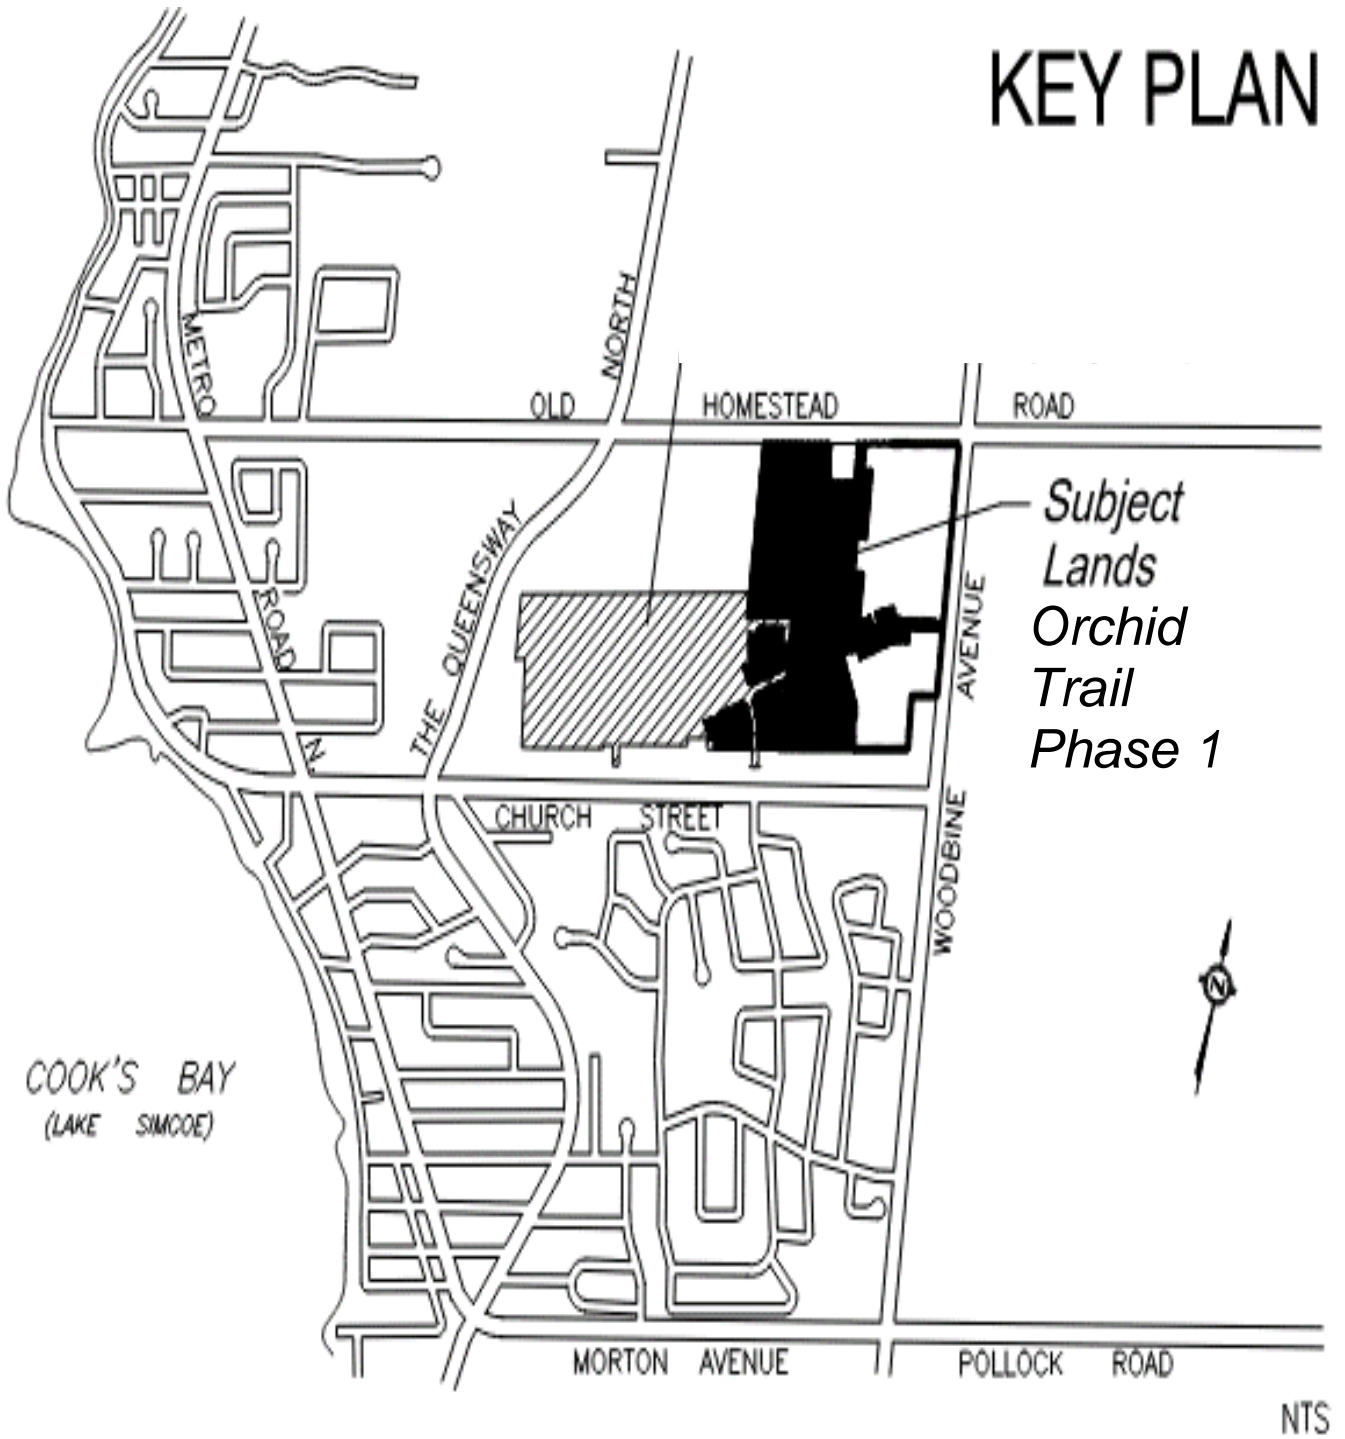 KEY PLAN
METRO
NORTH
OLD HOMESTEAD ROAD
Subject
Lands
Orchid
Trail
Phase 1
THE QUEENSWAY
ROAD
N
AVENUE
WOODBINE
CHURCH STREET
N
COOK'S BAY
(LAKE SIMCOE)
MORTON AVENUE
POLLOCK ROAD
NTS